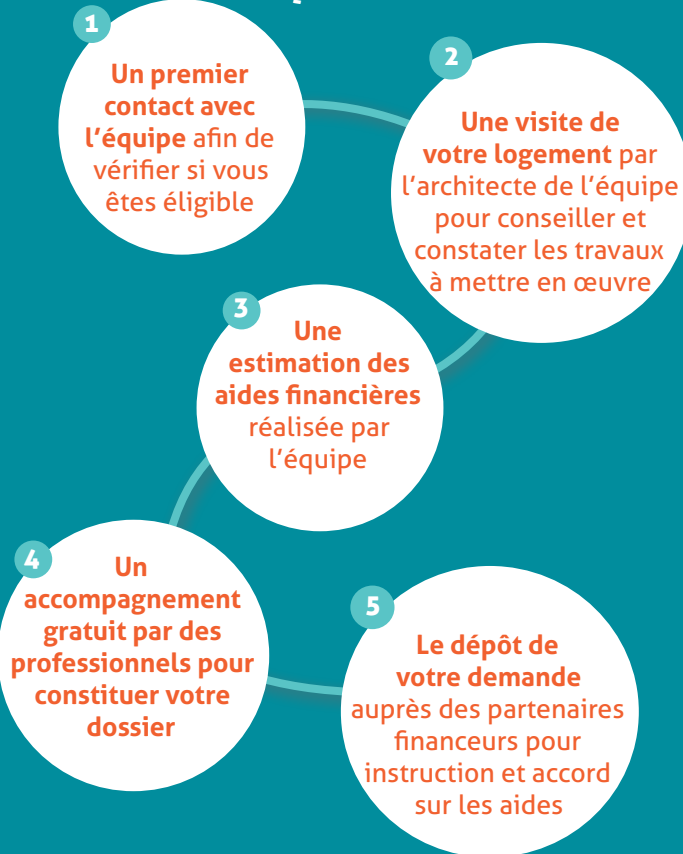 1
Un premier
contact avec
l'équipe afin de
vérifier si vous
êtes éligible
2
Une visite de
votre logement par
l'architecte de l'équipe
pour conseiller et
constater les travaux
à mettre en œuvre
3
Une
estimation des
aides financières
réalisée par
l'équipe
4
Un
accompagnement
gratuit par des
professionnels pour
constituer votre
dossier
5
Le dépôt de
votre demande
auprès des partenaires
financeurs pour
instruction et accord
sur les aides